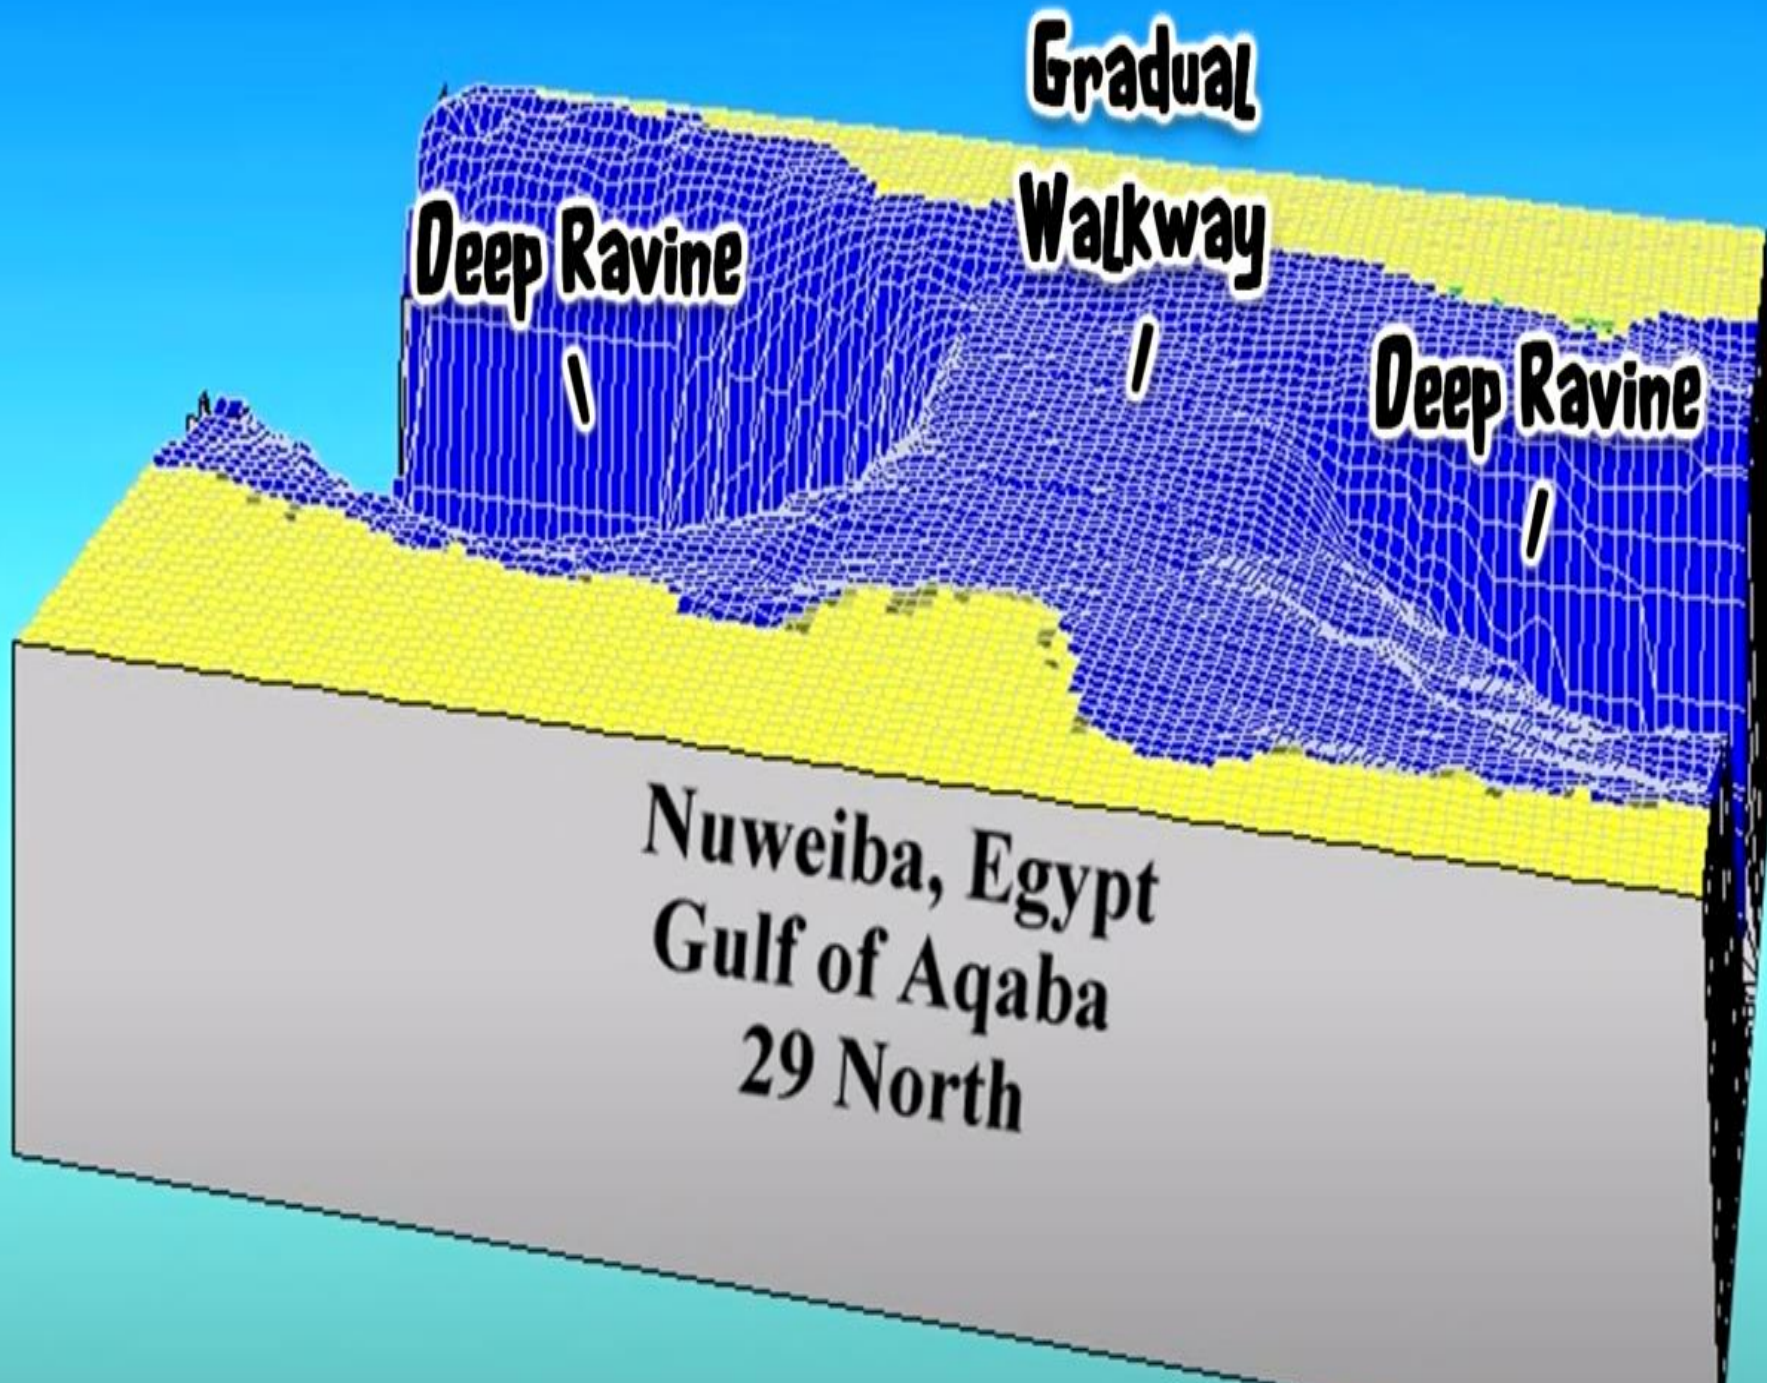 Gradual
Walkway
Deep Ravine
Deep Ravine
Nuweiba, Egypt
Gulf of Aqaba
29 North